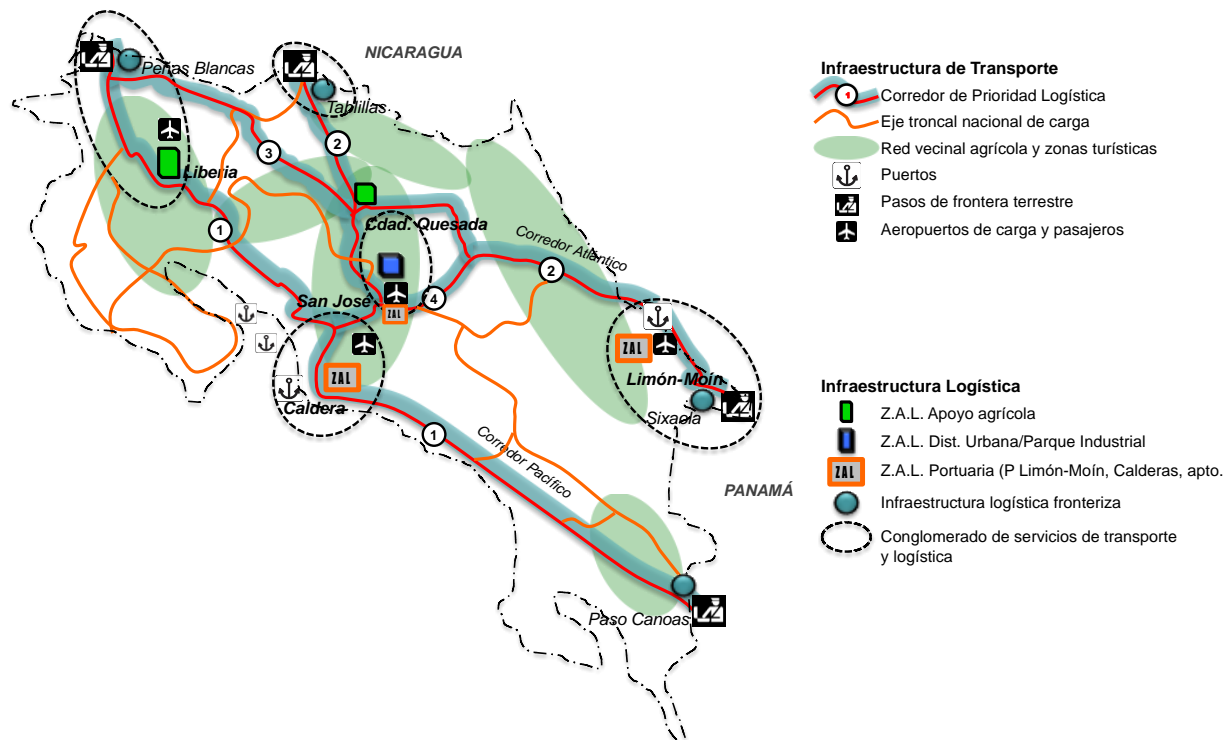 NICARAGUA
Peñas Blancas
Tablillas
3
2
Liberia
1
Cdad. Quesada
Corredor Atlántico
2
San José
4
ZAL
ZAL
ZAL
Limón-Moín
Caldera
Sixaola
1
Corredor Pacífico
PANAMÁ
Paso Canoas
Infraestructura de Transporte
1
Corredor de Prioridad Logística
Eje troncal nacional de carga
Red vecinal agrícola y zonas turísticas
Puertos
Pasos de frontera terrestre
Aeropuertos de carga y pasajeros
Infraestructura Logística
Z.A.L. Apoyo agrícola
Z.A.L. Dist. Urbana/Parque Industrial
ZAL Z.A.L. Portuaria (P Limón-Moín, Calderas, apto.
Infraestructura logística fronteriza
Conglomerado de servicios de transporte
y logística